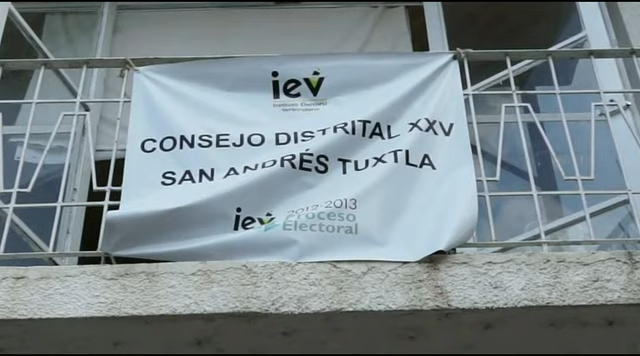 iev
Instituto Electoral
Veracruzano
CONSEJO DISTRITAL XXV
SAN ANDRÉS TUXTLA
iev 2012-2013
Proceso
Electoral